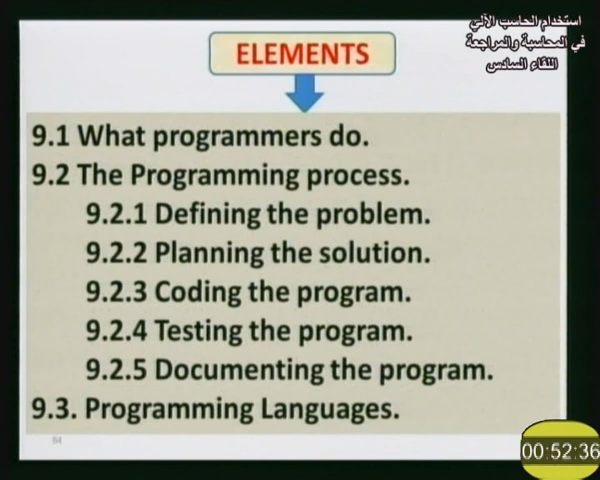 استخدام الحاسب الآلي
في المحاسبة والمراجعة
اللقاء السادس
ELEMENTS
9.1 What programmers do.
9.2 The Programming process.
9.2.1 Defining the problem.
9.2.2 Planning the solution.
9.2.3 Coding the program.
9.2.4 Testing the program.
9.2.5 Documenting the program.
9.3. Programming Languages.
84
00:52:36